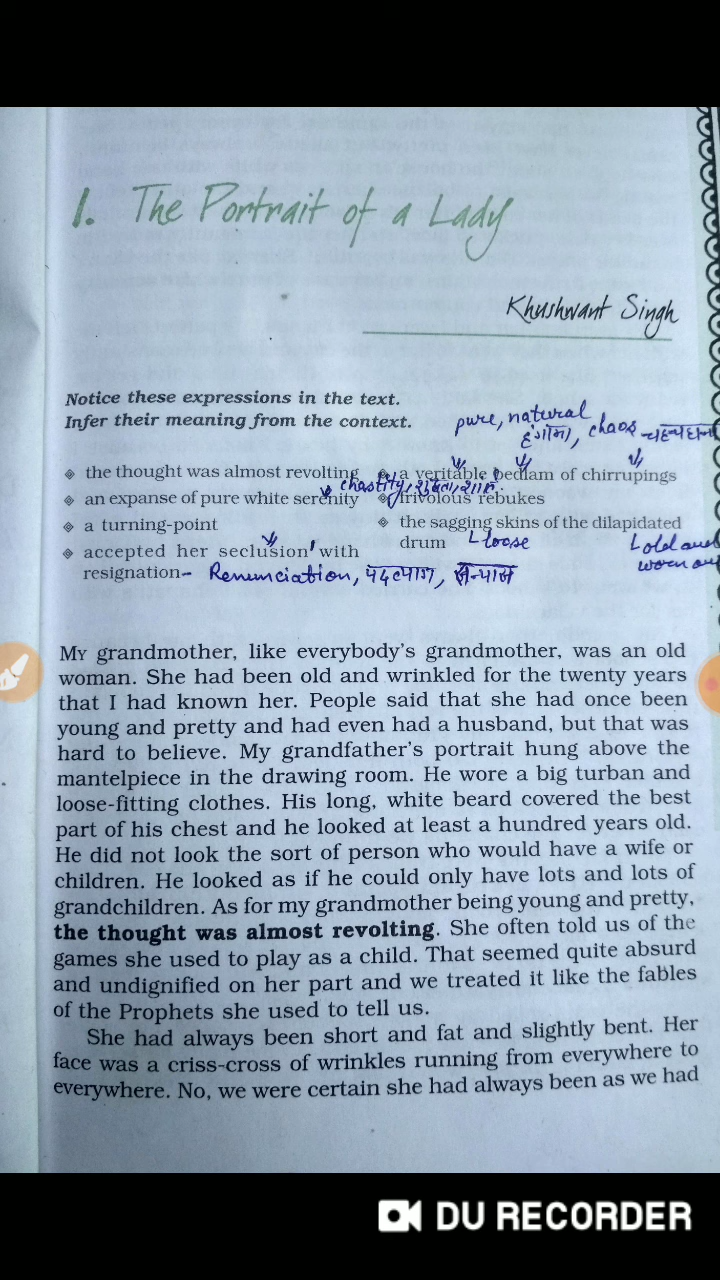 1. The Portrait of a Lady
Khushwant Singh
Notice these expressions in the text.
Infer their meaning from the context.
pure, natural
हंगामा, chaos चहचहाना
the thought was almost revolting
a veritable bedlam of chirrupings
chastity, शुद्धता,
an expanse of pure white serenity
frivolous rebukes
a turning-point
the sagging skins of the dilapidated
drum
loose
old and
worn out
accepted her seclusion with
resignation- Renunciation, पदत्याग, सन्यास
My grandmother, like everybody's grandmother, was an old
woman. She had been old and wrinkled for the twenty years
that I had known her. People said that she had once been
young and pretty and had even had a husband, but that was
hard to believe. My grandfather's portrait hung above the
mantelpiece in the drawing room. He wore a big turban and
loose-fitting clothes. His long, white beard covered the best
part of his chest and he looked at least a hundred years old.
He did not look the sort of person who would have a wife or
children. He looked as if he could only have lots and lots of
grandchildren. As for my grandmother being young and pretty,
the thought was almost revolting. She often told us of the
games she used to play as a child. That seemed quite absurd
and undignified on her part and we treated it like the fables
of the Prophets she used to tell us.
She had always been short and fat and slightly bent. Her
face was a criss-cross of wrinkles running from everywhere to
everywhere. No, we were certain she had always been as we had
DU RECORDER